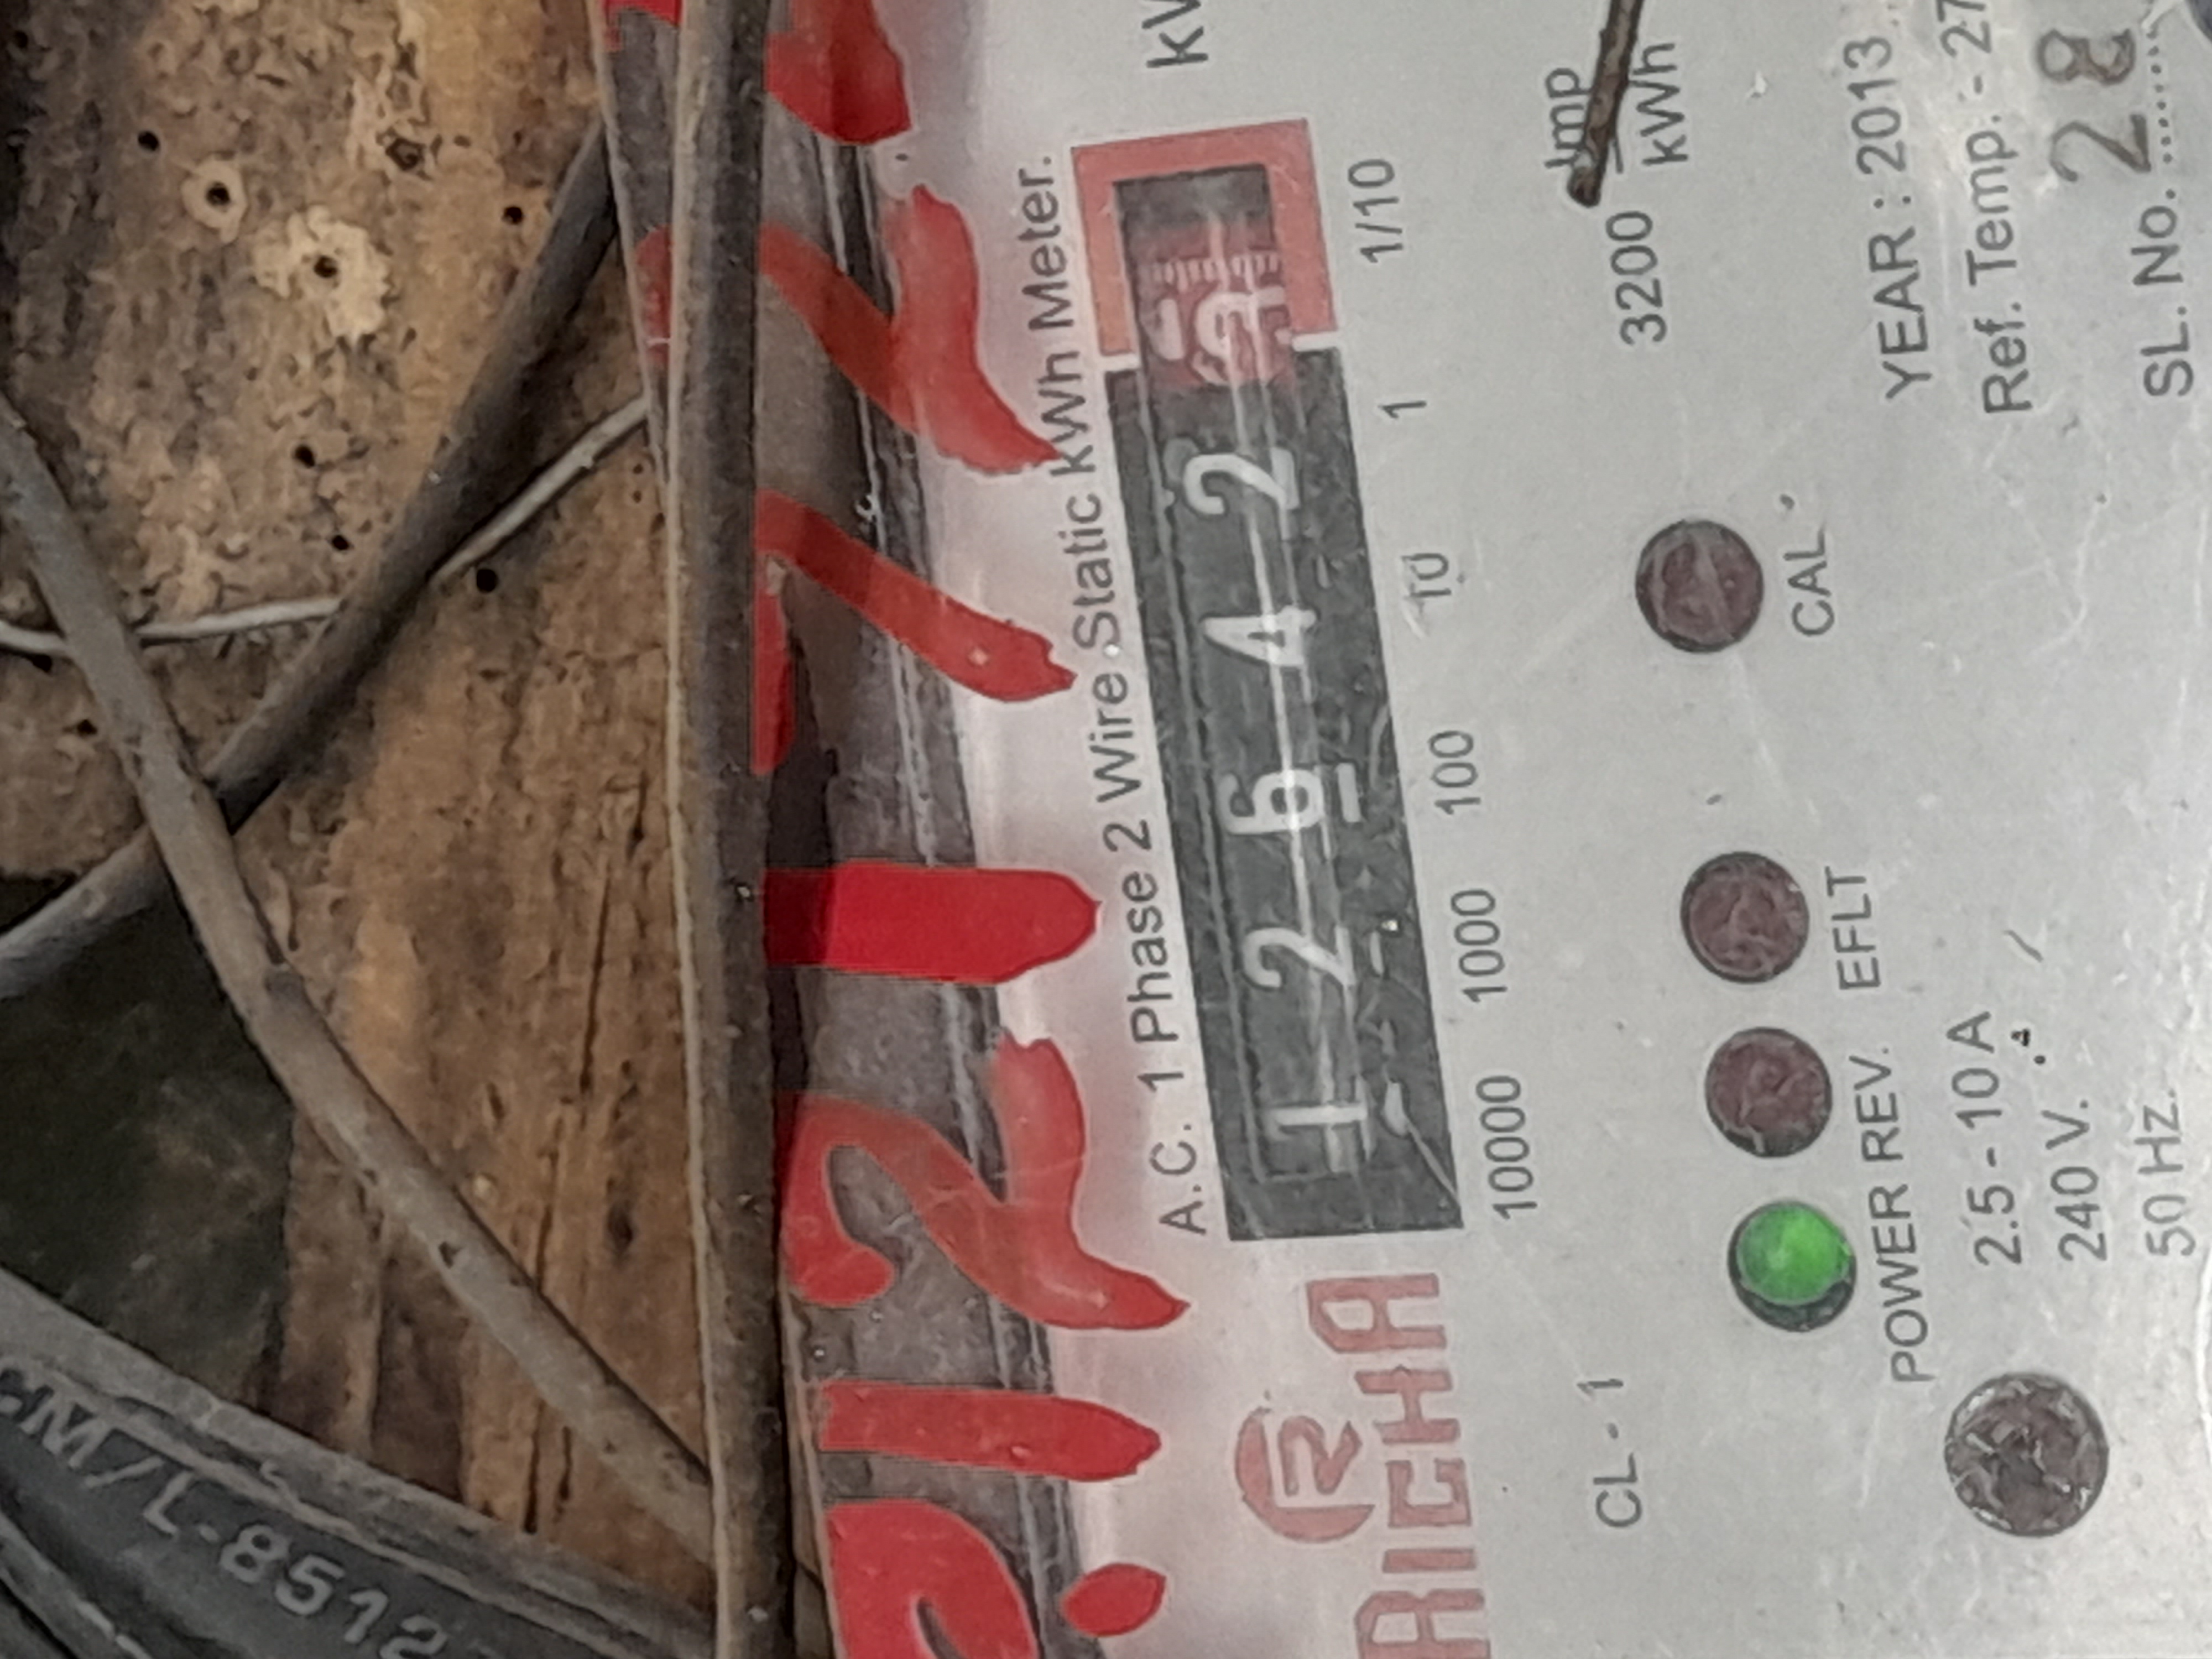 A.C. 1 Phase 2 Wire Static kWh Meter.
1 2 6 4 2
10000 1000 100 10 1 1/10
RICHA
CL - 1
3200 Imp
kWh
CAL
POWER REV. EFLT
2.5 - 10 A
240 V.
50 Hz.
YEAR : 2013
Ref. Temp. : - 27
SL. No. 28
CM/L-8512